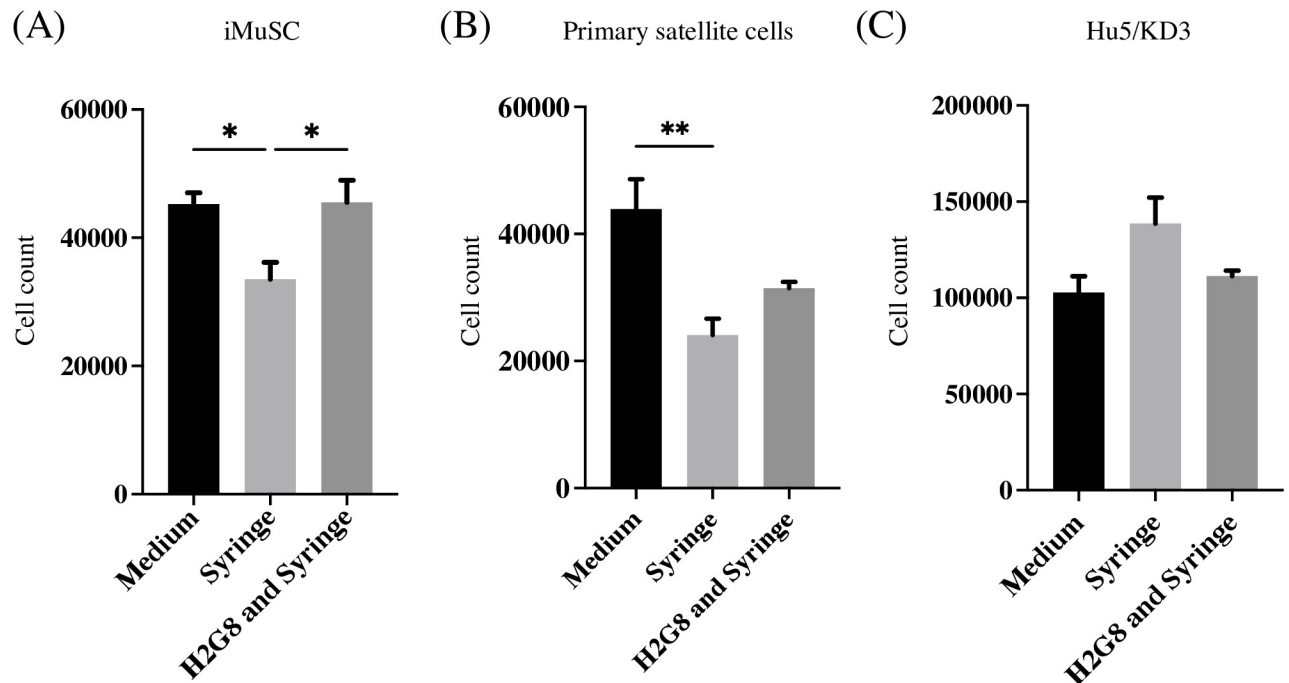 (A)
iMuSC
Cell count
60000
40000
20000
0
*
*
Medium
Syringe
H2G8 and Syringe
(B)
Primary satellite cells
Cell count
60000
40000
20000
0
**
Medium
Syringe
H2G8 and Syringe
(C)
Hu5/KD3
Cell count
200000
150000
100000
50000
0
Medium
Syringe
H2G8 and Syringe